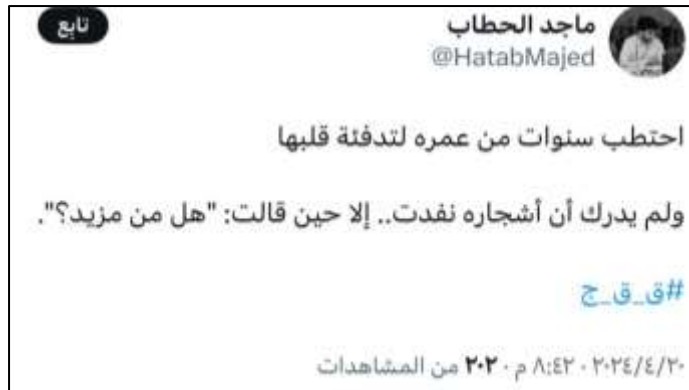 ماجد الحطاب
تابع
@HatabMajed
احتطب سنوات من عمره لتدفئة قلبها
ولم يدرك أن أشجاره نفدت.. إلا حين قالت: "هل من مزيد؟".
#ق_ق_ج
٢٠٢٤/٤/٢٠ · ٨:٤٢ م · ٢٠٢ من المشاهدات